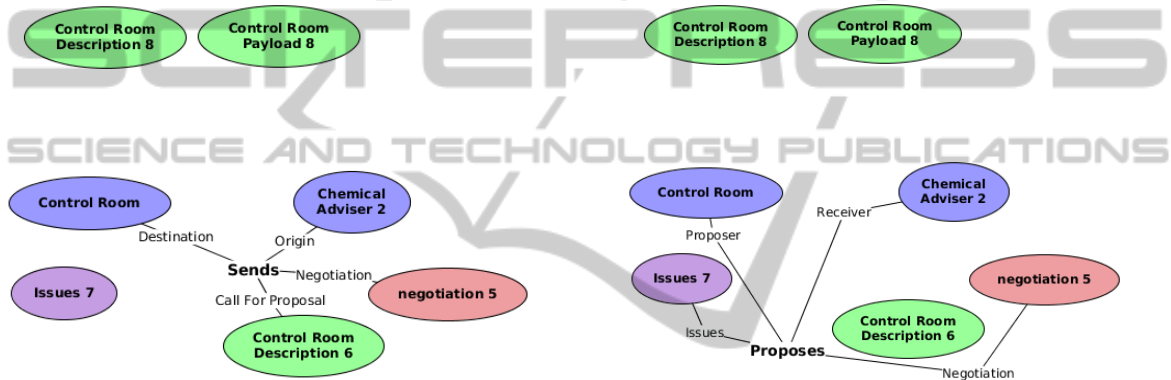 Control Room
Description 8
Control Room
Payload 8
Control Room
Description 8
Control Room
Payload 8
SCITEPRESS
SCIENCE AND TECHNOLOGY PUBLICATIONS
Control Room
Chemical
Adviser 2
Destination
Origin
Sends
Negotiation
Issues 7
negotiation 5
Call For Proposal
Control Room
Description 6
Control Room
Chemical
Adviser 2
Receiver
Proposer
Issues 7
negotiation 5
Control Room
Description 6
Issues
Proposes
Negotiation